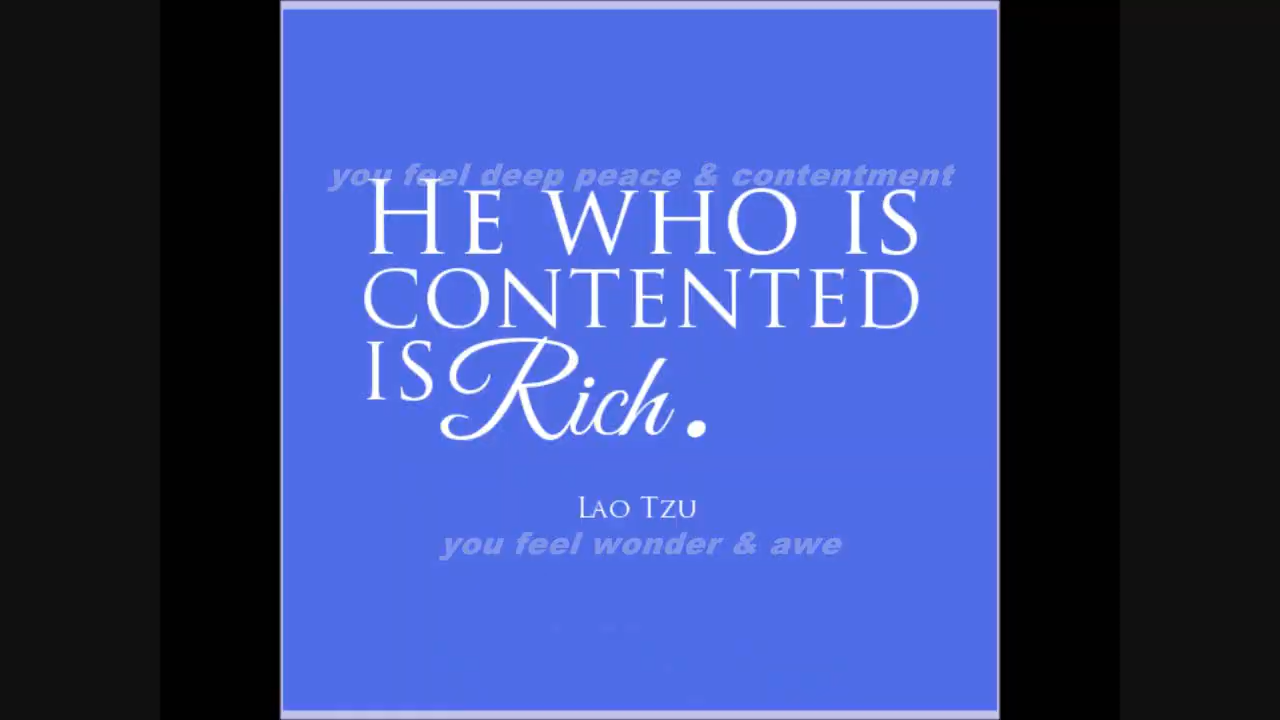 you feel deep peace & contentment
HE WHO IS
CONTENTED
IS Rich.
LAO TZU
you feel wonder & awe